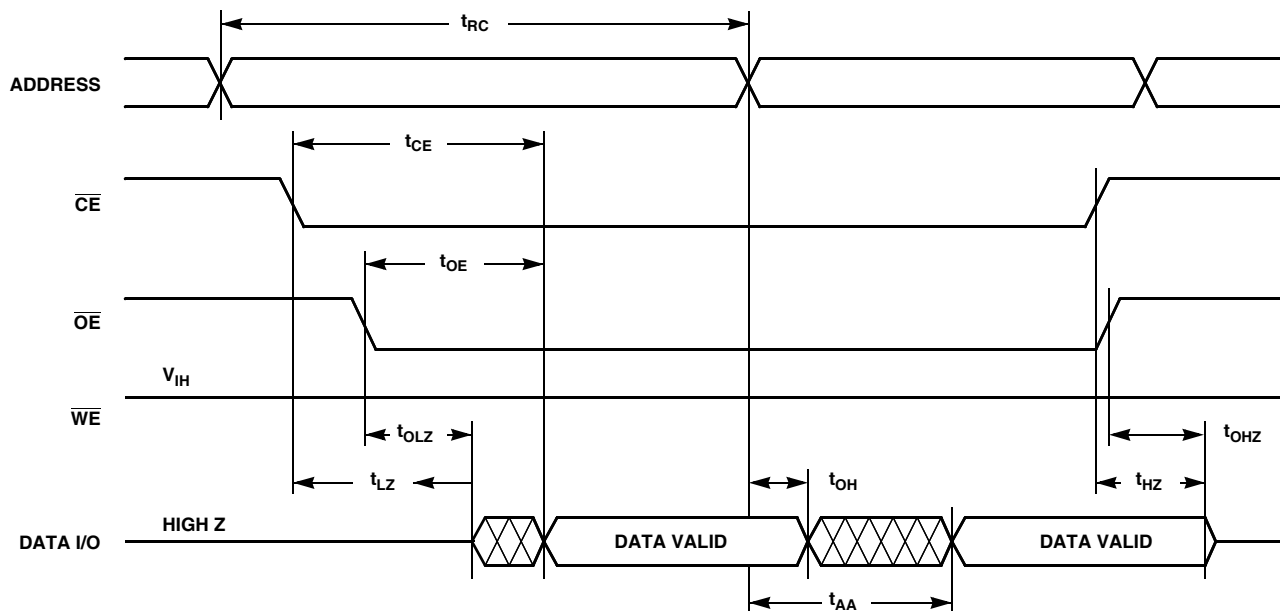 tRC
ADDRESS
tCE
CE
tOE
OE
VIH
WE
tOLZ
tOHZ
tLZ
tOH
tHZ
HIGH Z
DATA I/O
DATA VALID
DATA VALID
tAA